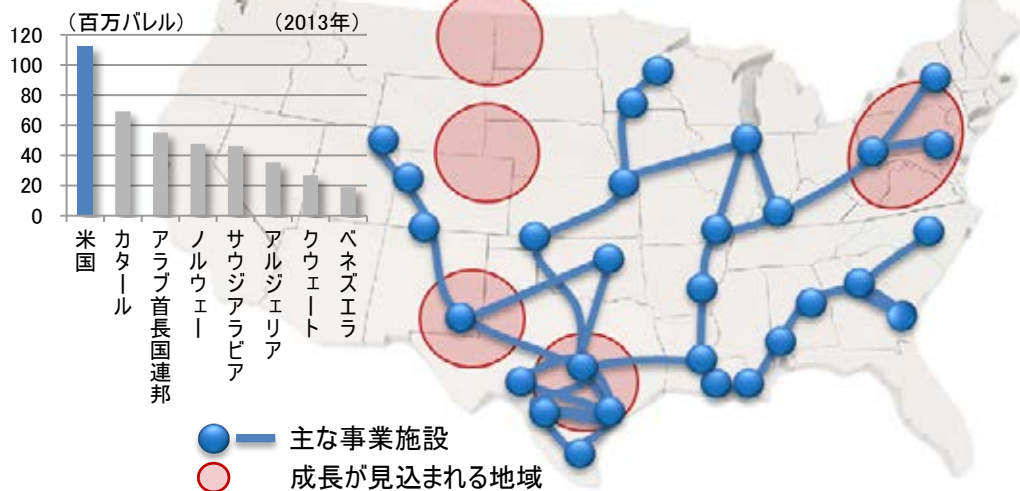 （百万バレル）
（2013年）
120
100
80
60
40
20
0
米国
カタール
アラブ首長国連邦
ノルウェー
サウジアラビア
アルジェリア
クウェート
ベネズエラ
主な事業施設
成長が見込まれる地域